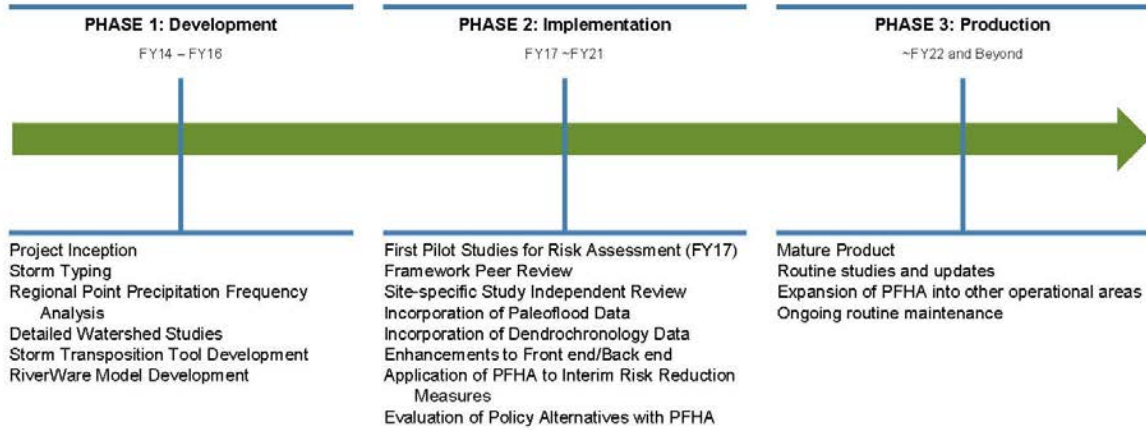 PHASE 1: Development
FY14 – FY16
Project Inception
Storm Typing
Regional Point Precipitation Frequency
Analysis
Detailed Watershed Studies
Storm Transposition Tool Development
RiverWare Model Development
PHASE 2: Implementation
FY17 ~FY21
First Pilot Studies for Risk Assessment (FY17)
Framework Peer Review
Site-specific Study Independent Review
Incorporation of Paleoflood Data
Incorporation of Dendrochronology Data
Enhancements to Front end/Back end
Application of PFHA to Interim Risk Reduction
Measures
Evaluation of Policy Alternatives with PFHA
PHASE 3: Production
~FY22 and Beyond
Mature Product
Routine studies and updates
Expansion of PFHA into other operational areas
Ongoing routine maintenance